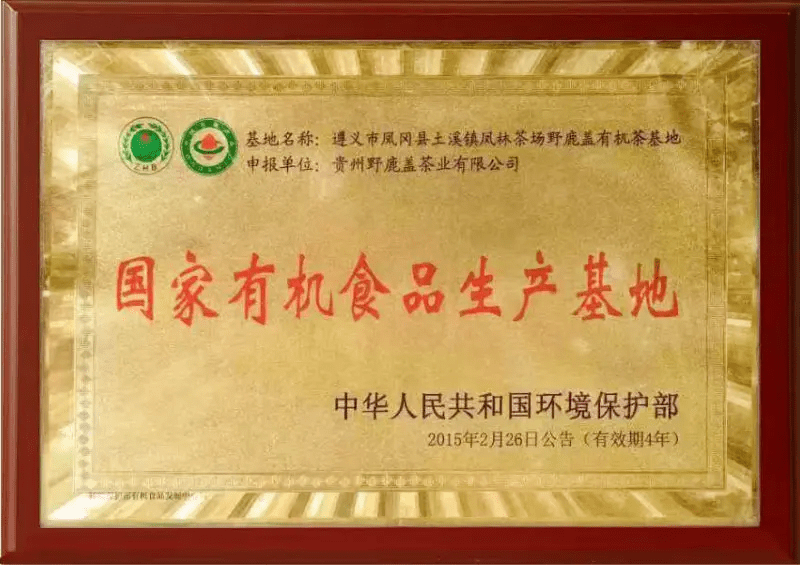 基地名称：遵义市凤冈县土溪镇凤林茶场野鹿盖有机茶基地
申报单位：贵州野鹿盖茶业有限公司
ZHB
国家有机食品生产基地
中华人民共和国环境保护部
2015年2月26日公告（有效期4年）